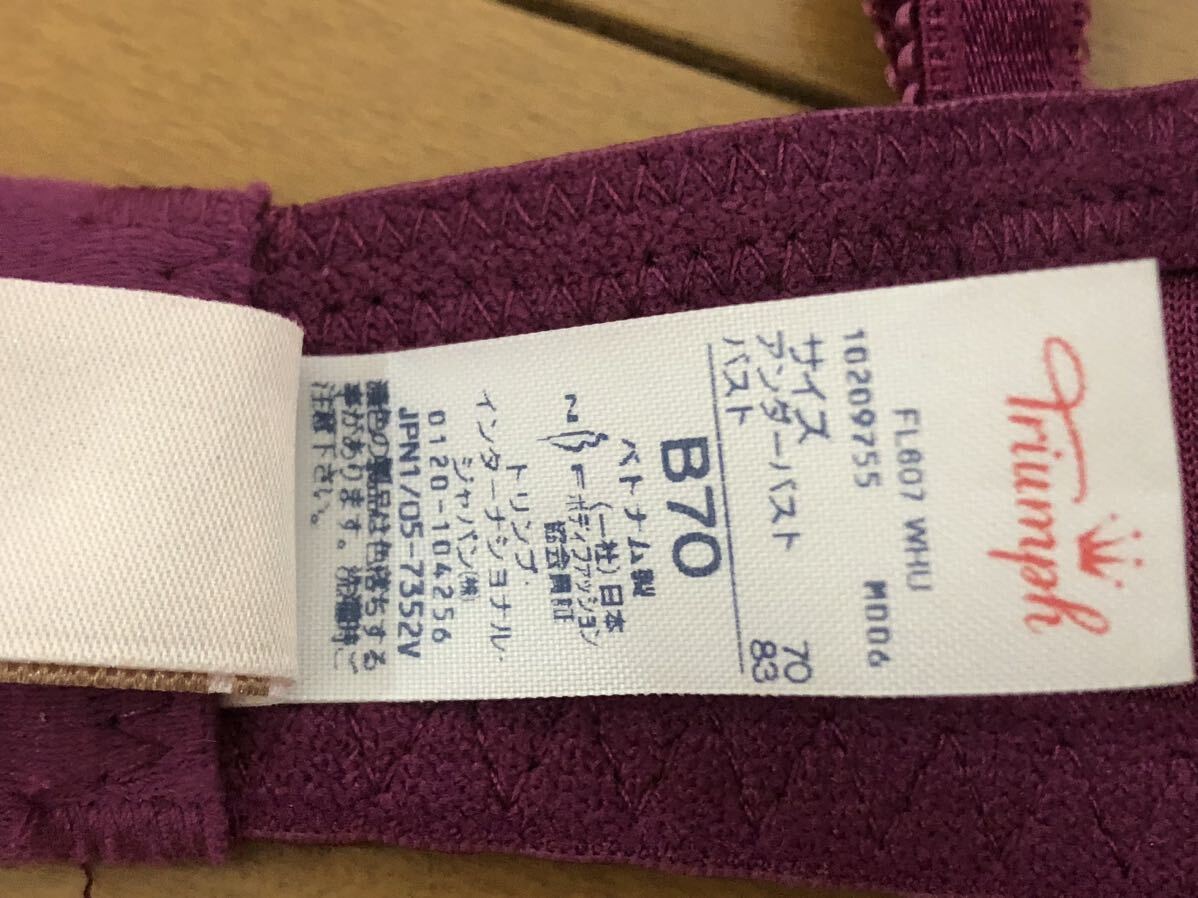 Triumph
FL807 WHU
10209755 M006
サイズ
アンダーバスト 70
バスト 83
B70
ベトナム製
(一社)日本
ボディファッション
協会員
トリンプ・
インターナショナル・
ジャパン(株)
0120-104256
JPN1/05-7352V
濃色の製品は色落ちする
事があります。洗濯時ご
注意下さい。